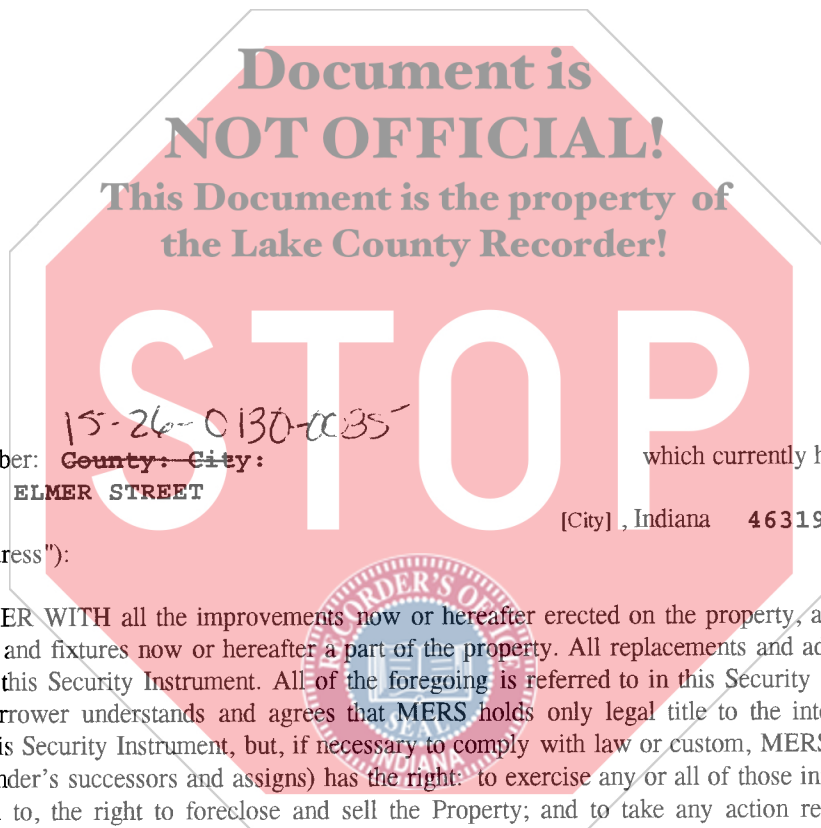 Document is
NOT OFFICIAL!
This Document is the property of
the Lake County Recorder!
STOP
15-26-0130-0035
ber: County: City: which currently h
ELMER STREET
[City] , Indiana 46319
ress"):
ER WITH all the improvements now or hereafter erected on the property, a
and fixtures now or hereafter a part of the property. All replacements and ad
this Security Instrument. All of the foregoing is referred to in this Security
rrower understands and agrees that MERS holds only legal title to the inte
is Security Instrument, but, if necessary to comply with law or custom, MERS
nder's successors and assigns) has the right: to exercise any or all of those in
to, the right to foreclose and sell the Property; and to take any action re
RECORDER'S OFFICE
SEAL
INDIANA